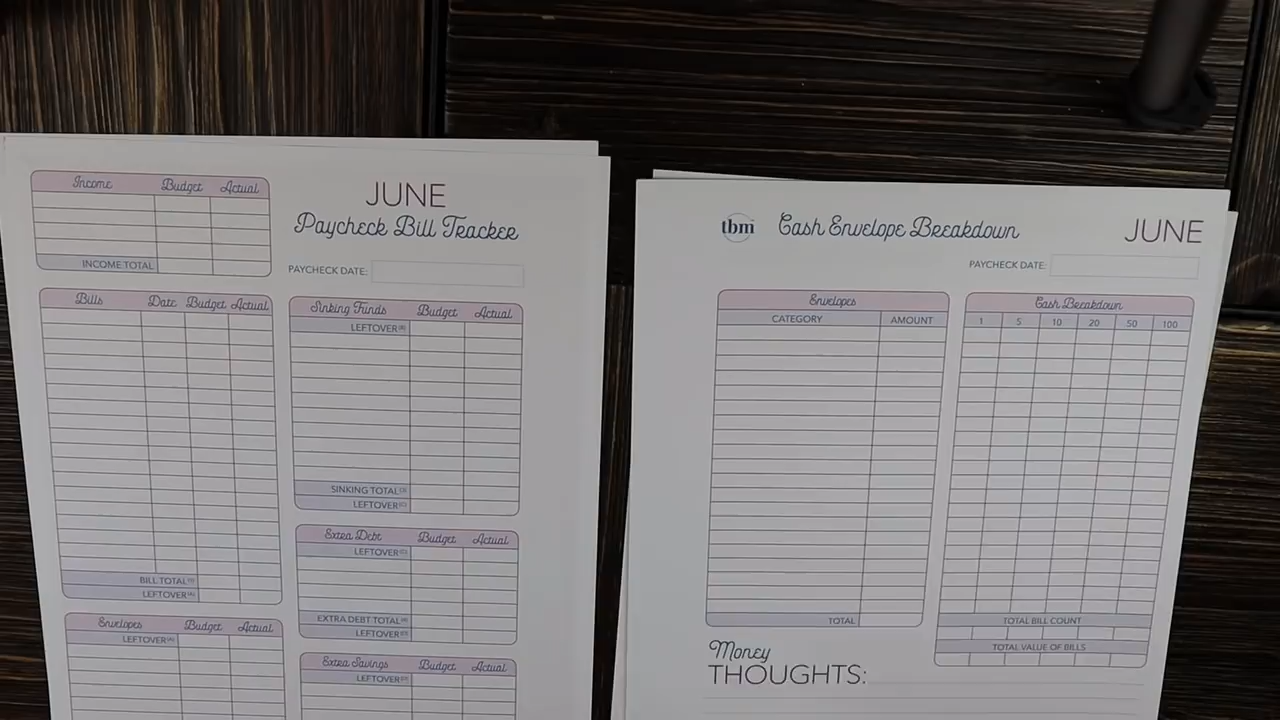 Income Budget Actual
INCOME TOTAL
JUNE
Paycheck Bill Tracker
PAYCHECK DATE:
Bills Date Budget Actual
BILL TOTAL
LEFTOVER(A)
Envelopes Budget Actual
LEFTOVER(A)
Sinking Funds Budget Actual
LEFTOVER(B)
SINKING TOTAL
LEFTOVER(C)
Extra Debt Budget Actual
LEFTOVER(C)
EXTRA DEBT TOTAL
LEFTOVER(D)
Extra Savings Budget Actual
LEFTOVER(D)
tbm Cash Envelope Breakdown JUNE
PAYCHECK DATE:
Envelopes
CATEGORY AMOUNT
TOTAL
Cash Breakdown
1 5 10 20 50 100
TOTAL BILL COUNT
TOTAL VALUE OF BILLS
Money
THOUGHTS: